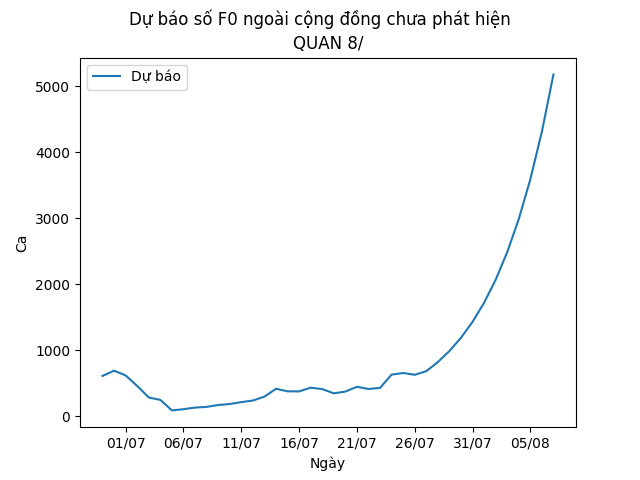 Dự báo số F0 ngoài cộng đồng chưa phát hiện
QUAN 8/
Dự báo
Ca
5000
4000
3000
2000
1000
0
01/07 06/07 11/07 16/07 21/07 26/07 31/07 05/08
Ngày